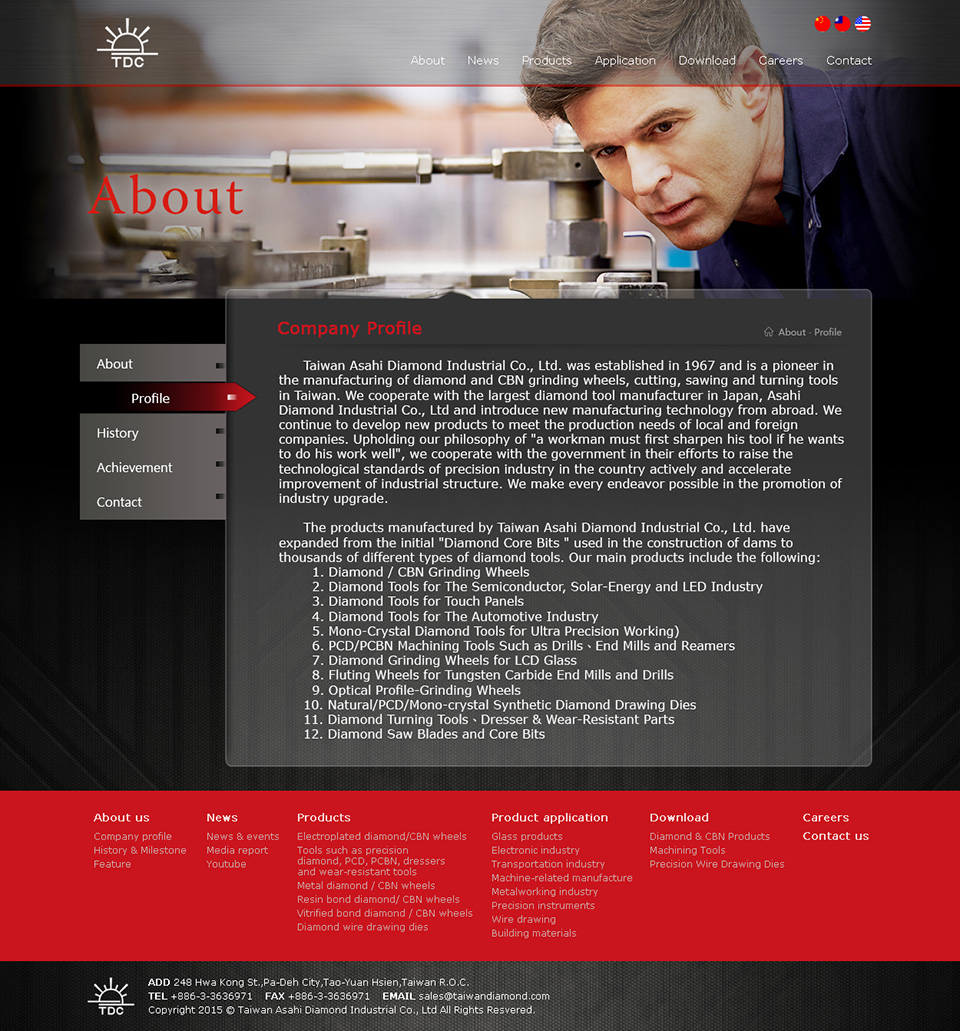 TDC
About News Products Application Download Careers Contact
About
Company Profile
About · Profile
About
Profile
History
Achievement
Contact
Taiwan Asahi Diamond Industrial Co., Ltd. was established in 1967 and is a pioneer in
the manufacturing of diamond and CBN grinding wheels, cutting, sawing and turning tools
in Taiwan. We cooperate with the largest diamond tool manufacturer in Japan, Asahi
Diamond Industrial Co., Ltd and introduce new manufacturing technology from abroad. We
continue to develop new products to meet the production needs of local and foreign
companies. Upholding our philosophy of "a workman must first sharpen his tool if he wants
to do his work well", we cooperate with the government in their efforts to raise the
technological standards of precision industry in the country actively and accelerate
improvement of industrial structure. We make every endeavor possible in the promotion of
industry upgrade.
The products manufactured by Taiwan Asahi Diamond Industrial Co., Ltd. have
expanded from the initial "Diamond Core Bits " used in the construction of dams to
thousands of different types of diamond tools. Our main products include the following:
1. Diamond / CBN Grinding Wheels
2. Diamond Tools for The Semiconductor, Solar-Energy and LED Industry
3. Diamond Tools for Touch Panels
4. Diamond Tools for The Automotive Industry
5. Mono-Crystal Diamond Tools for Ultra Precision Working)
6. PCD/PCBN Machining Tools Such as Drills、End Mills and Reamers
7. Diamond Grinding Wheels for LCD Glass
8. Fluting Wheels for Tungsten Carbide End Mills and Drills
9. Optical Profile-Grinding Wheels
10. Natural/PCD/Mono-crystal Synthetic Diamond Drawing Dies
11. Diamond Turning Tools、Dresser & Wear-Resistant Parts
12. Diamond Saw Blades and Core Bits
About us
Company profile
History & Milestone
Feature
News
News & events
Media report
Youtube
Products
Electroplated diamond/CBN wheels
Tools such as precision
diamond, PCD, PCBN, dressers
and wear-resistant tools
Metal diamond / CBN wheels
Resin bond diamond/ CBN wheels
Vitrified bond diamond / CBN wheels
Diamond wire drawing dies
Product application
Glass products
Electronic industry
Transportation industry
Machine-related manufacture
Metalworking industry
Precision instruments
Wire drawing
Building materials
Download
Diamond & CBN Products
Machining Tools
Precision Wire Drawing Dies
Careers
Contact us
TDC
ADD 248 Hwa Kong St.,Pa-Deh City,Tao-Yuan Hsien,Taiwan R.O.C.
TEL +886-3-3636971 FAX +886-3-3636971 EMAIL sales@taiwandiamond.com
Copyright 2015 © Taiwan Asahi Diamond Industrial Co., Ltd All Rights Resvered.